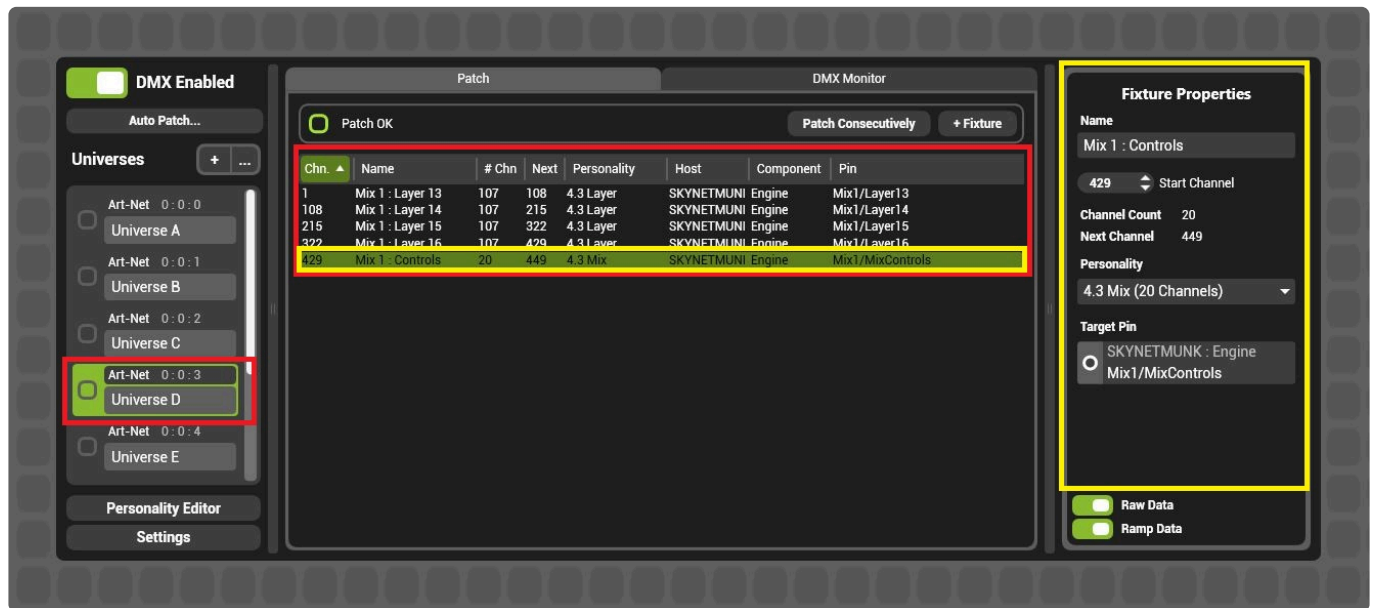 DMX Enabled
Auto Patch...
Universes + ...
Art-Net 0:0:0
Universe A
Art-Net 0:0:1
Universe B
Art-Net 0:0:2
Universe C
Art-Net 0:0:3
Universe D
Art-Net 0:0:4
Universe E
Personality Editor
Settings
Patch DMX Monitor
Patch OK Patch Consecutively + Fixture
Chn. Name # Chn Next Personality Host Component Pin
1 Mix 1 : Layer 13 107 108 4.3 Layer SKYNETMUNI Engine Mix1/Layer13
108 Mix 1 : Layer 14 107 215 4.3 Layer SKYNETMUNI Engine Mix1/Layer14
215 Mix 1 : Layer 15 107 322 4.3 Layer SKYNETMUNI Engine Mix1/Layer15
322 Mix 1 : Layer 16 107 429 4.3 Layer SKYNETMUNI Engine Mix1/Layer16
429 Mix 1 : Controls 20 449 4.3 Mix SKYNETMUNI Engine Mix1/MixControls
Fixture Properties
Name
Mix 1 : Controls
429 Start Channel
Channel Count 20
Next Channel 449
Personality
4.3 Mix (20 Channels)
Target Pin
SKYNETMUNK : Engine
Mix1/MixControls
Raw Data
Ramp Data